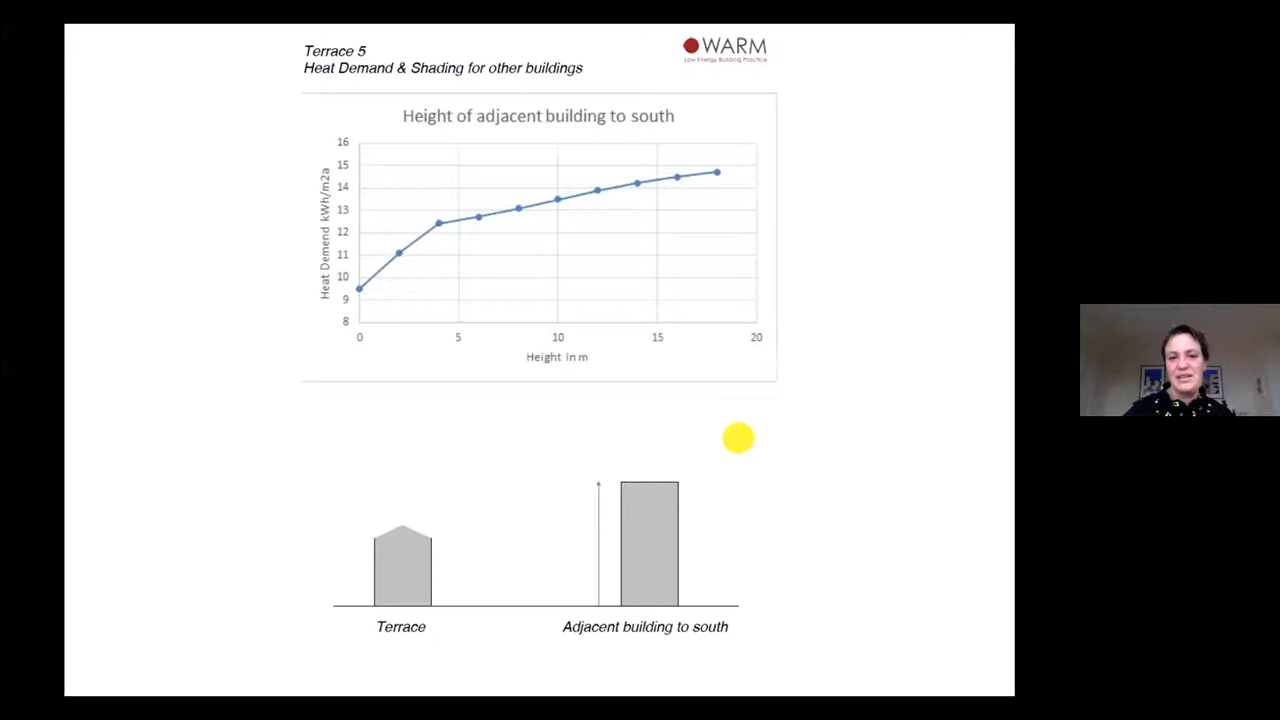 Terrace 5
Heat Demand & Shading for other buildings
WARM
Low Energy Building Practice
Height of adjacent building to south
16
15
14
13
12
11
10
9
8
Heat Demend kWh/m2a
0
5
10
15
20
Height in m
Terrace
Adjacent building to south